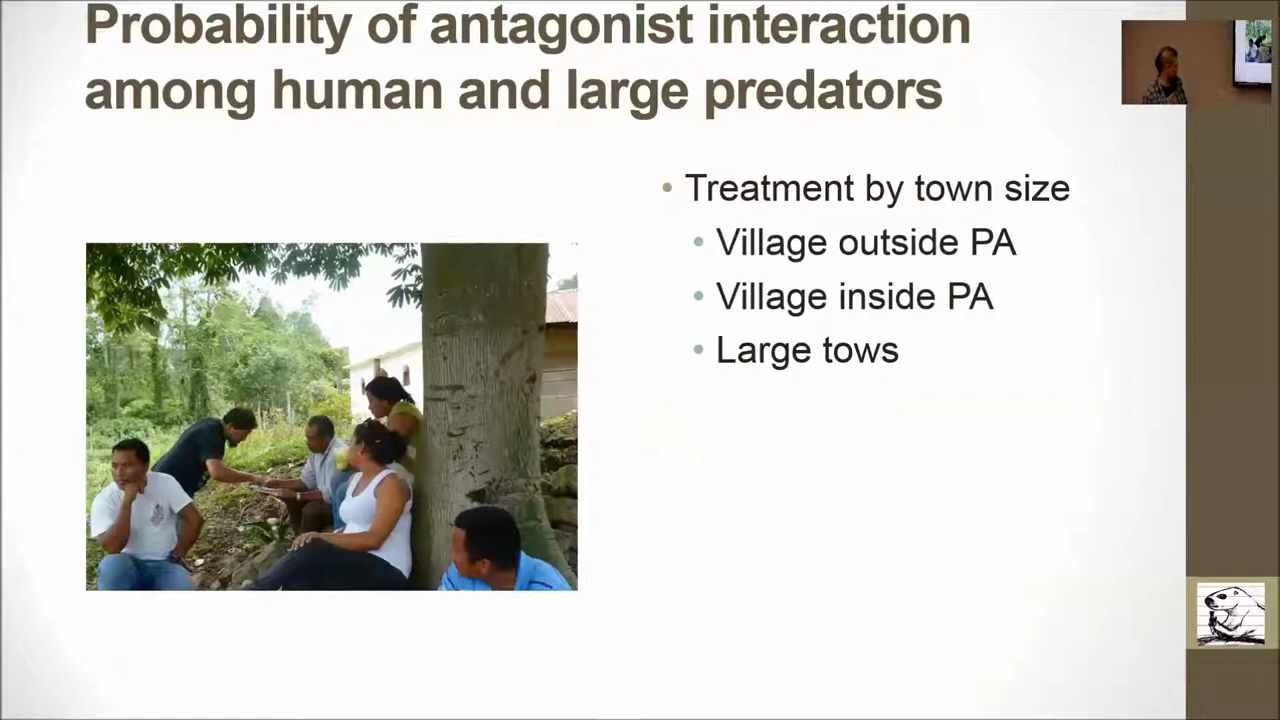 Probability of antagonist interaction
among human and large predators
• Treatment by town size
• Village outside PA
• Village inside PA
• Large tows